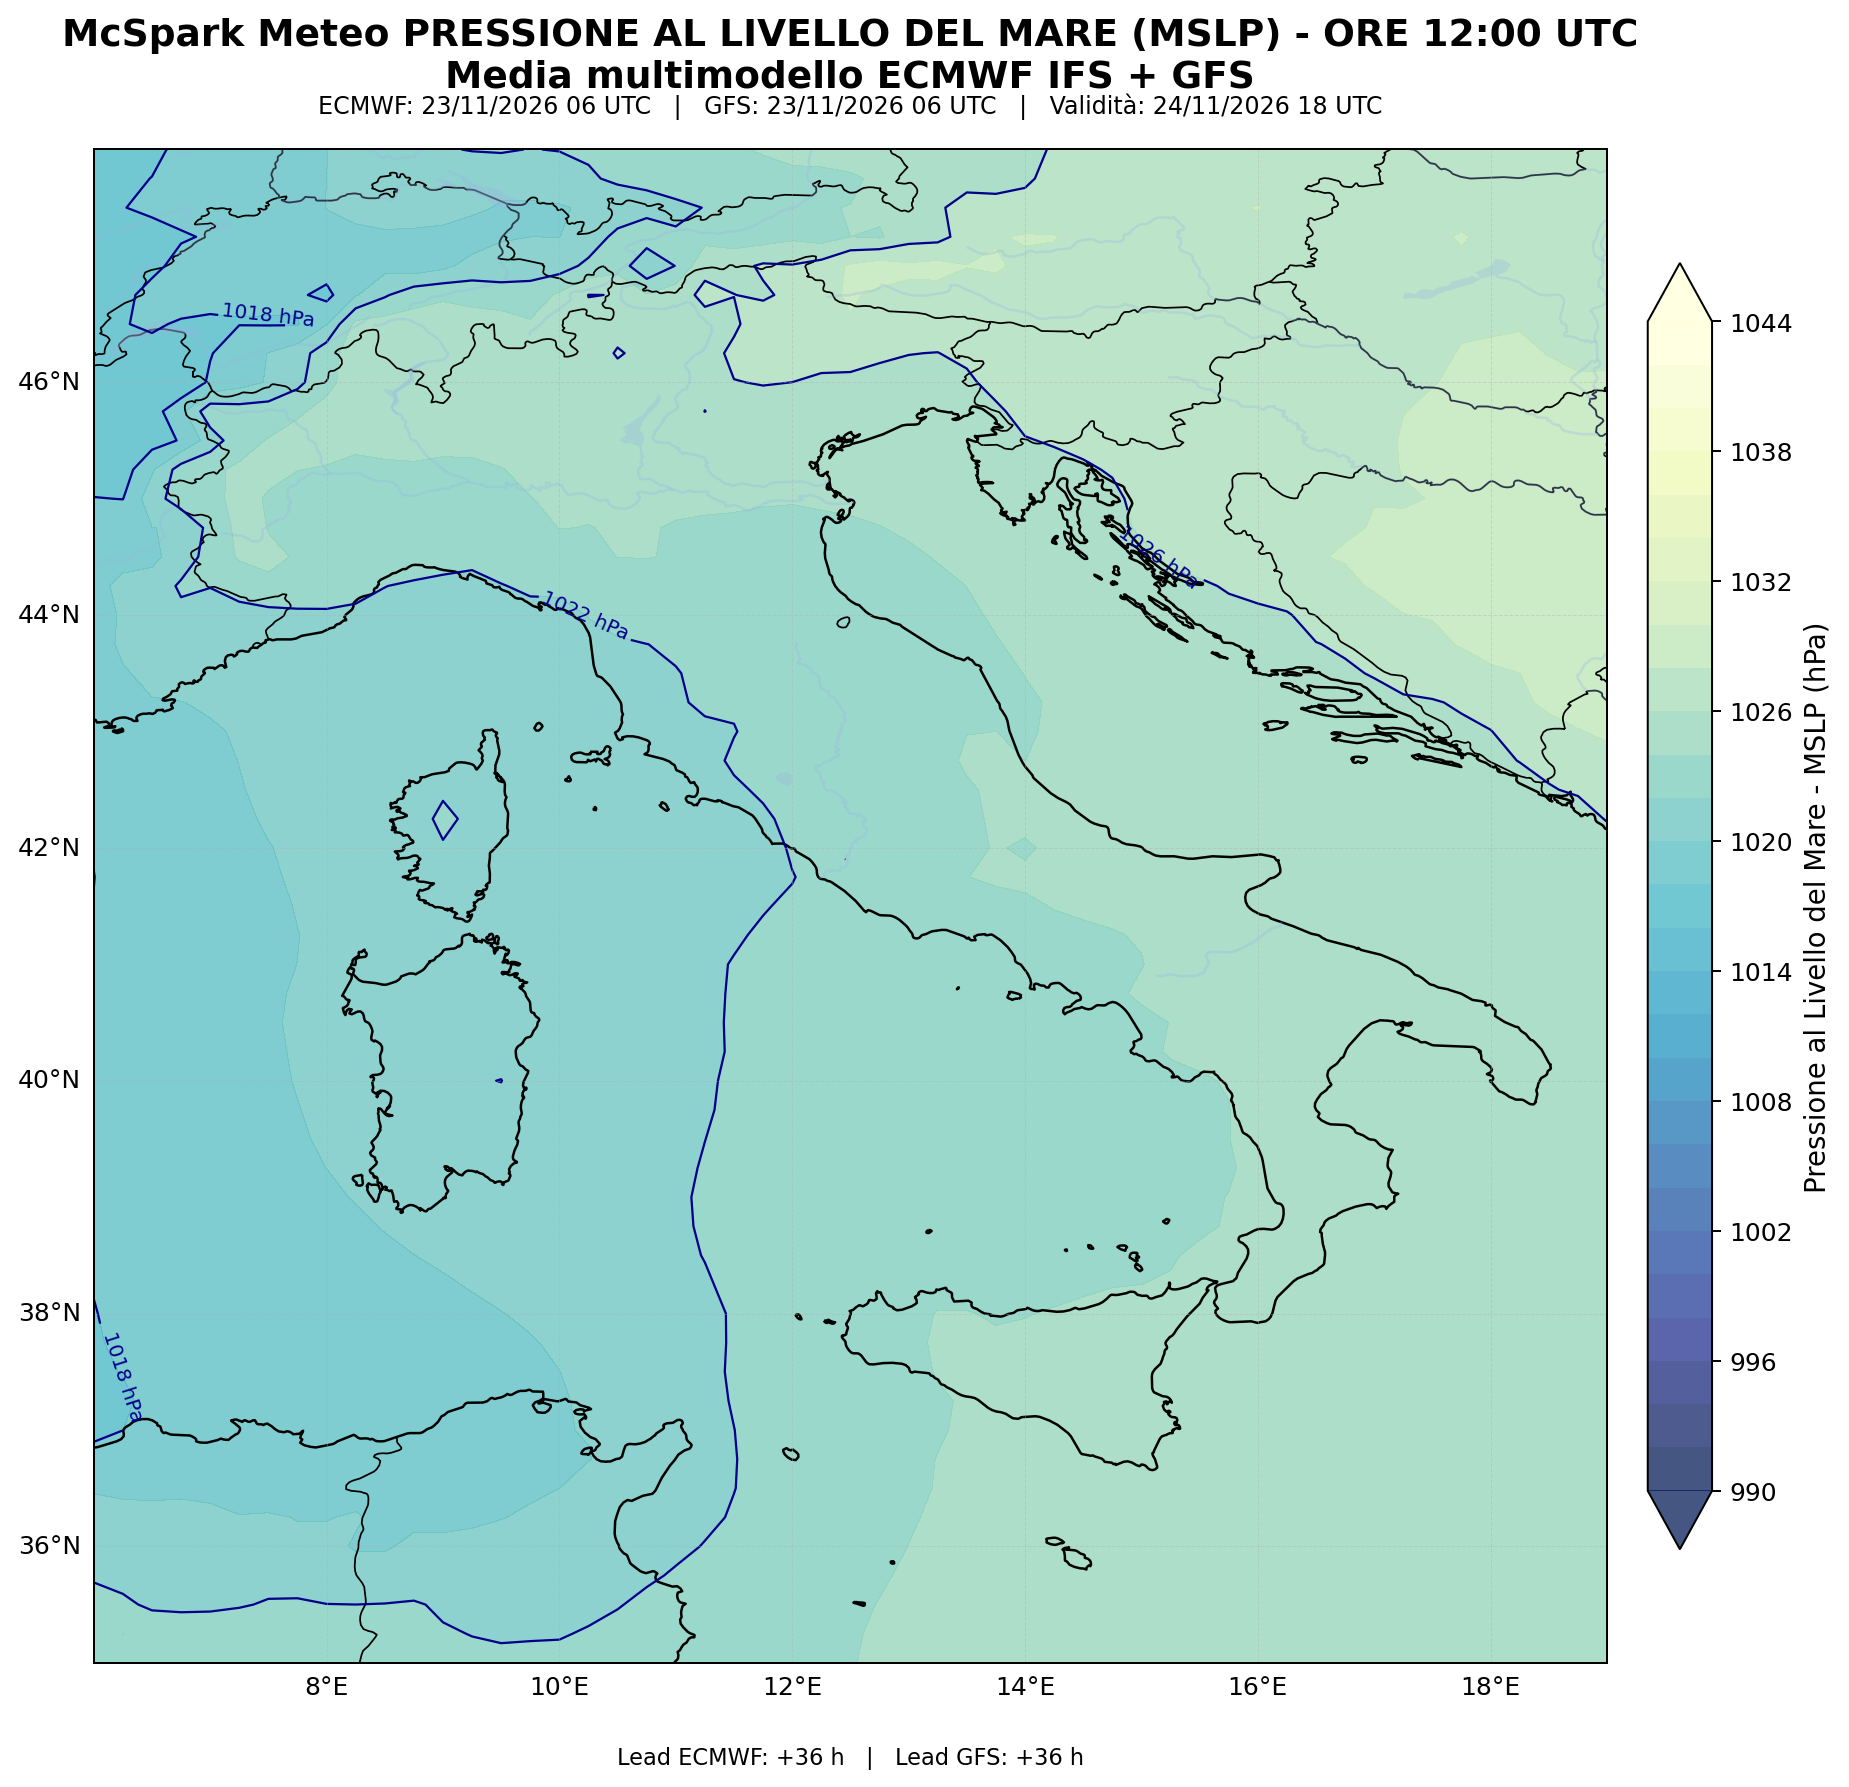 McSpark Meteo PRESSIONE AL LIVELLO DEL MARE (MSLP) - ORE 12:00 UTC
Media multimodello ECMWF IFS + GFS
ECMWF: 23/11/2026 06 UTC | GFS: 23/11/2026 06 UTC | Validità: 24/11/2026 18 UTC
1018 hPa
1026 hPa
1022 hPa
1018 hPa
46°N
44°N
42°N
40°N
38°N
36°N
8°E
10°E
12°E
14°E
16°E
18°E
1044
1038
1032
1026
1020
1014
1008
1002
996
990
Pressione al Livello del Mare - MSLP (hPa)
Lead ECMWF: +36 h | Lead GFS: +36 h